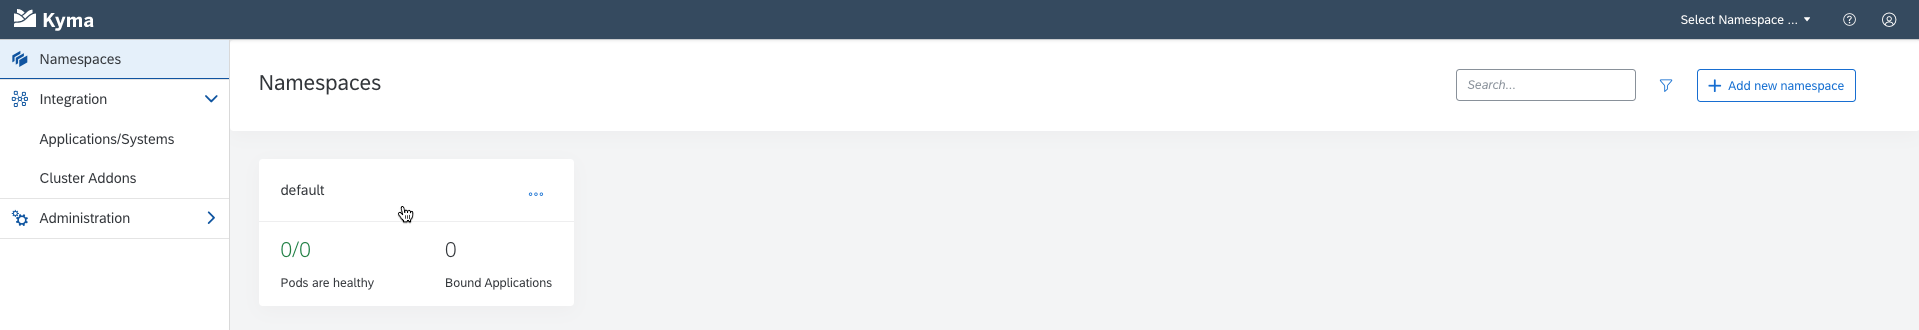 Kyma
Select Namespace ...
Namespaces
Integration
Applications/Systems
Cluster Addons
Administration
Namespaces
Search...
Add new namespace
default
0/0
Pods are healthy
0
Bound Applications